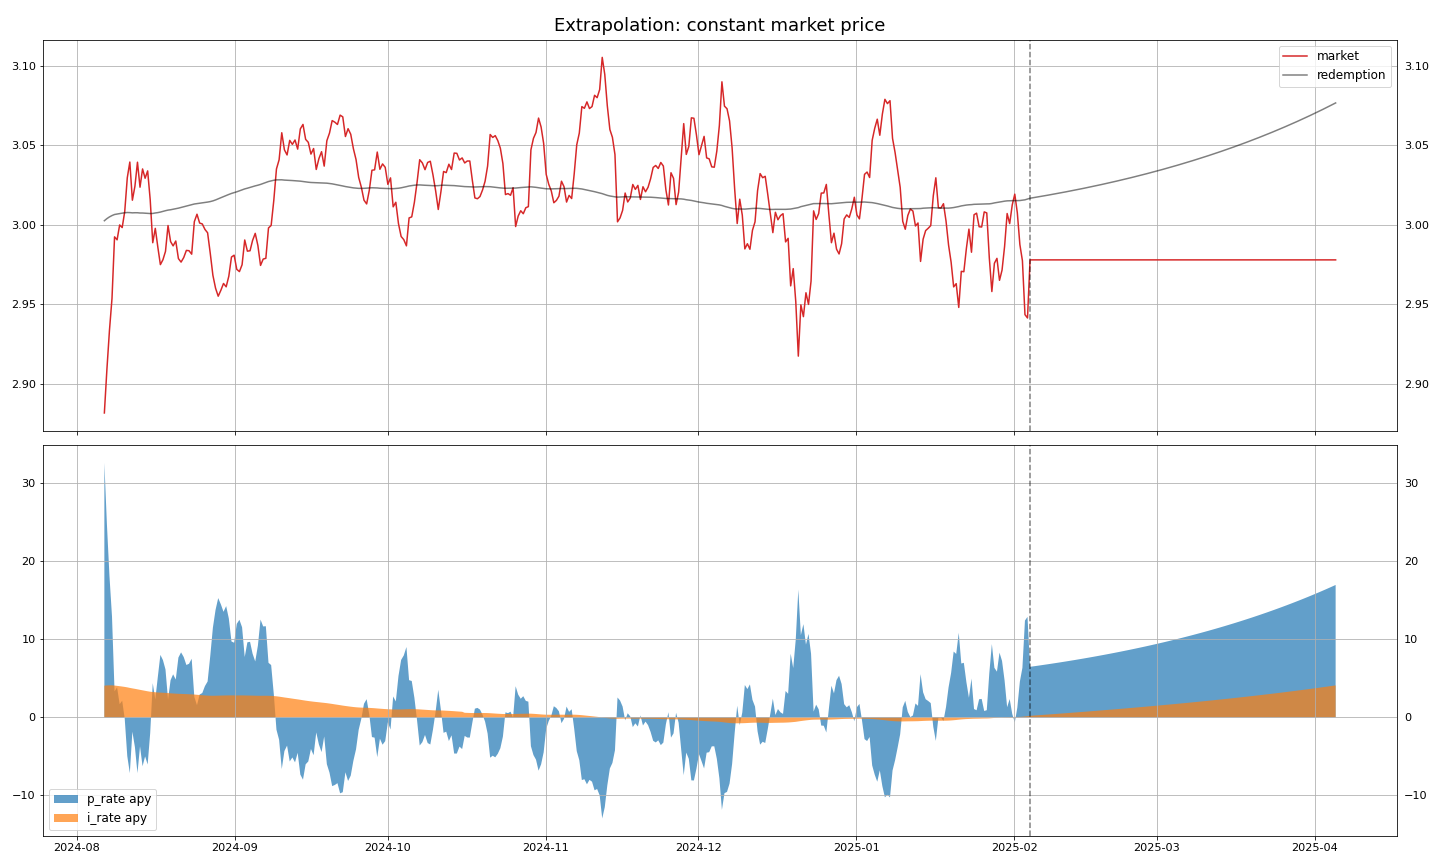 Extrapolation: constant market price
market
redemption
3.10 3.10
3.05 3.05
3.00 3.00
2.95 2.95
2.90 2.90
30 30
20 20
10 10
0 0
−10 −10
p_rate apy
i_rate apy
2024-08 2024-09 2024-10 2024-11 2024-12 2025-01 2025-02 2025-03 2025-04